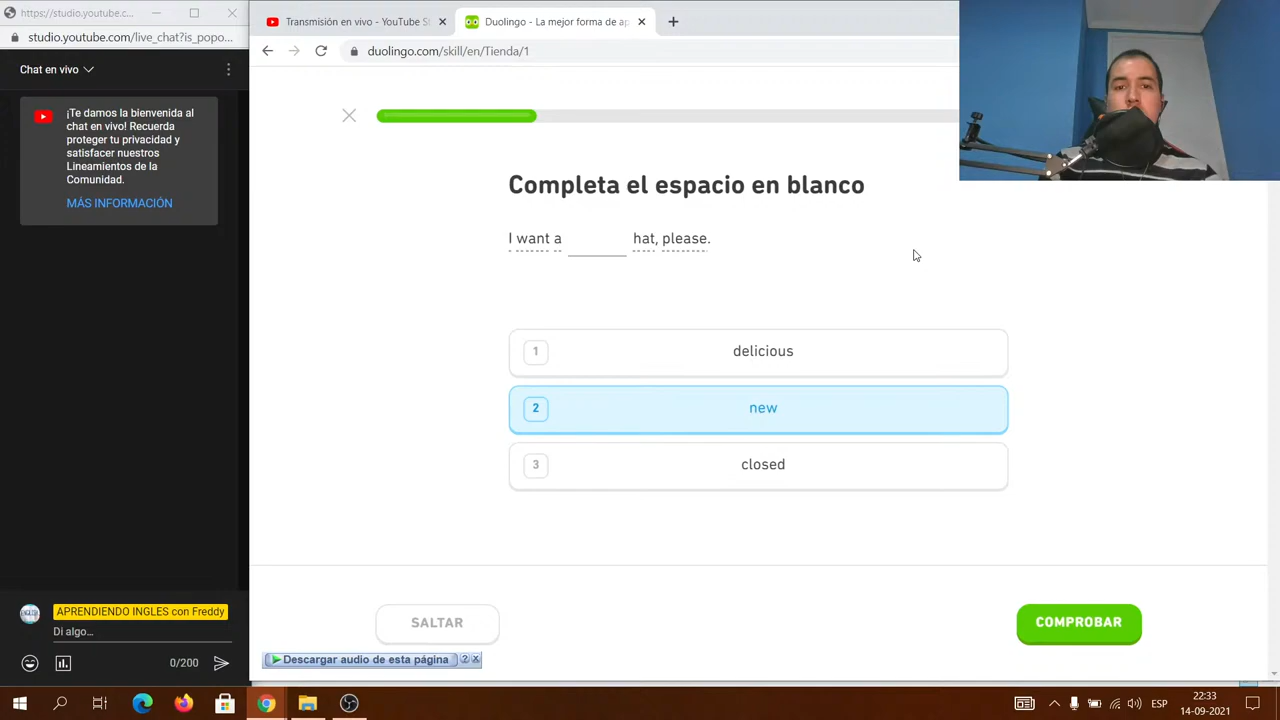 https://studio.youtube.c...
studio.youtube.com/live_chat?is_popo...
Chat en vivo
¡Te damos la bienvenida al
chat en vivo! Recuerda
proteger tu privacidad y
satisfacer nuestros
Lineamientos de la
Comunidad.
MÁS INFORMACIÓN
APRENDIENDO INGLES con Freddy
Di algo...
0/200
Transmisión en vivo - YouTube St
Duolingo - La mejor forma de ap
duolingo.com/skill/en/Tienda/1
Completa el espacio en blanco
I want a ______ hat, please.
1 delicious
2 new
3 closed
SALTAR
COMPROBAR
Descargar audio de esta página ? x
ESP
22:33
14-09-2021